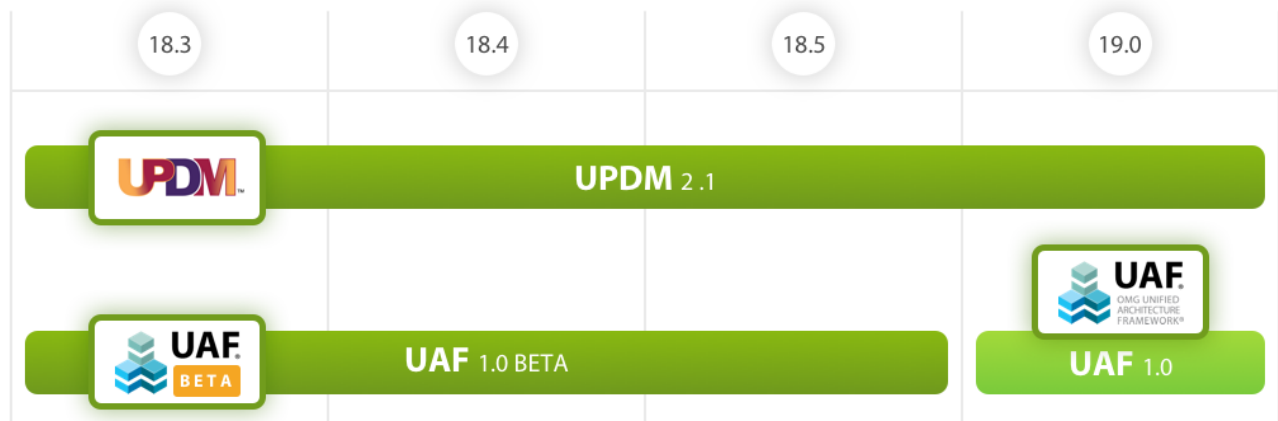 18.3
18.4
18.5
19.0
UPDM™
UPDM 2 .1
UAF®
OMG UNIFIED
ARCHITECTURE
FRAMEWORK®
UAF®
BETA
UAF 1.0 BETA
UAF 1.0